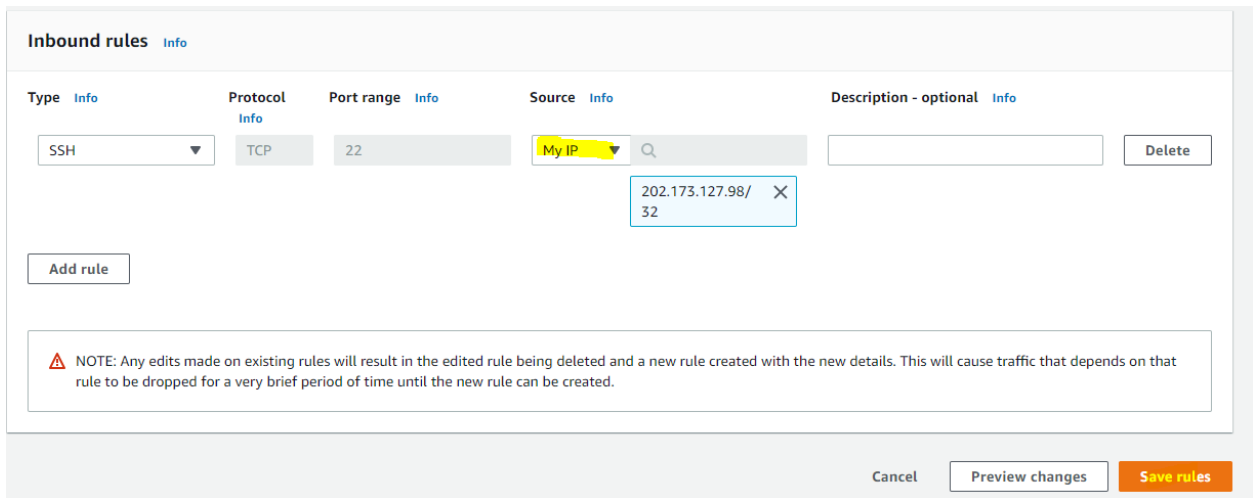 Inbound rules Info
Type Info Protocol Info Port range Info Source Info Description - optional Info
SSH TCP 22 My IP Delete
202.173.127.98/
32
Add rule
NOTE: Any edits made on existing rules will result in the edited rule being deleted and a new rule created with the new details. This will cause traffic that depends on that
rule to be dropped for a very brief period of time until the new rule can be created.
Cancel Preview changes Save rules